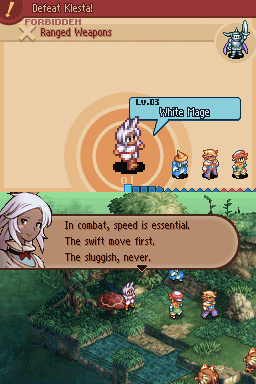 Defeat Klesta!
FORBIDDEN
Ranged Weapons
Lv.03
White Mage
In combat, speed is essential.
The swift move first.
The sluggish, never.